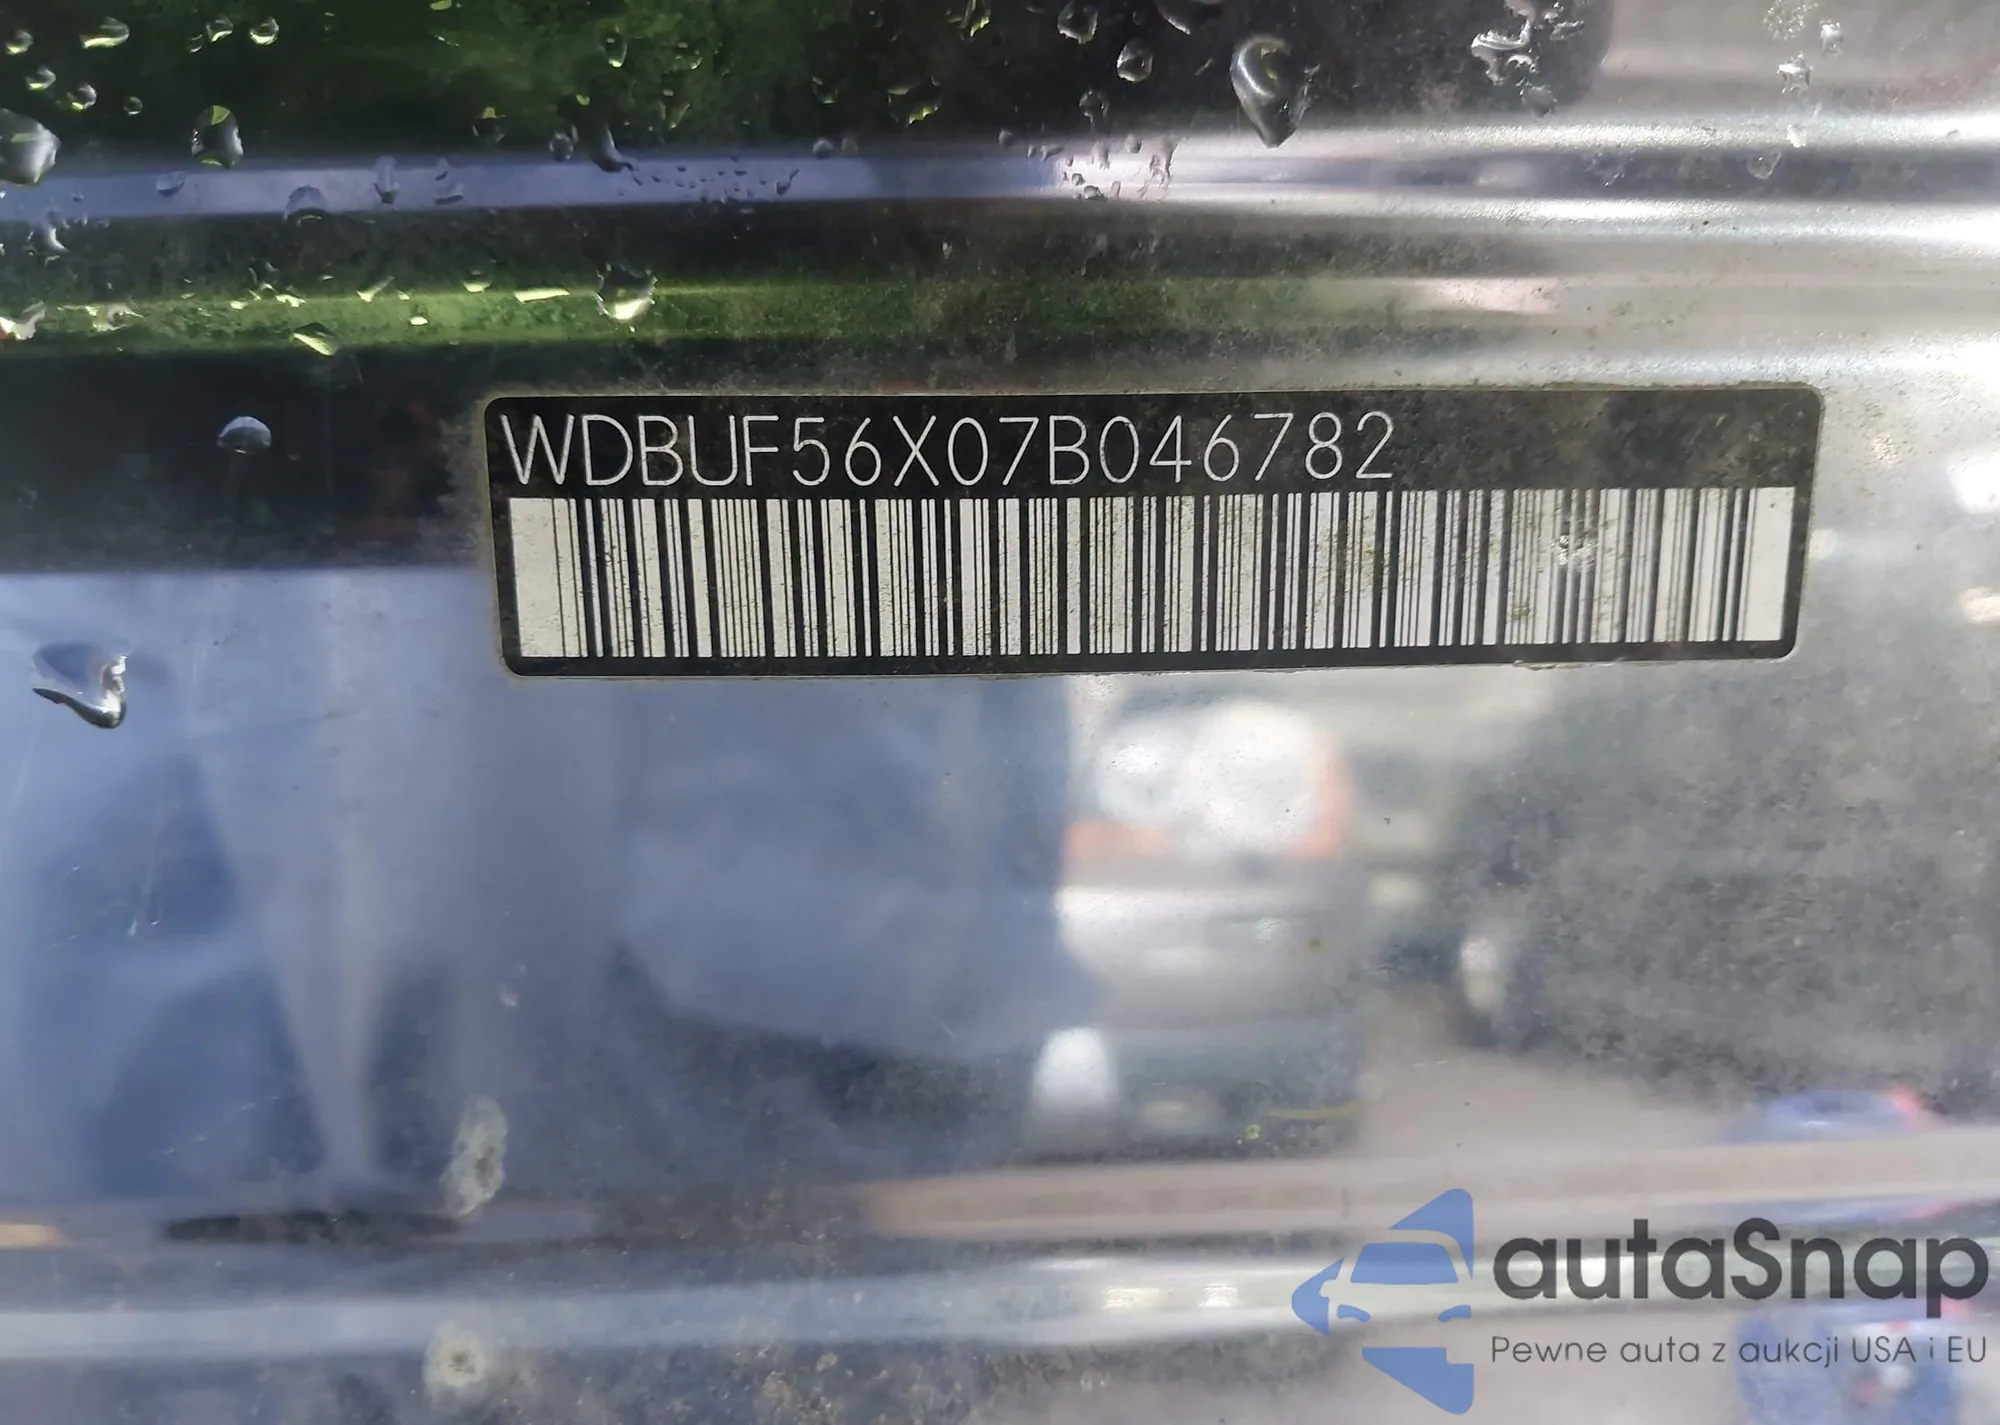 WDBUF56X07B046782
autaSnap
Pewne auta z aukcji USA i EU